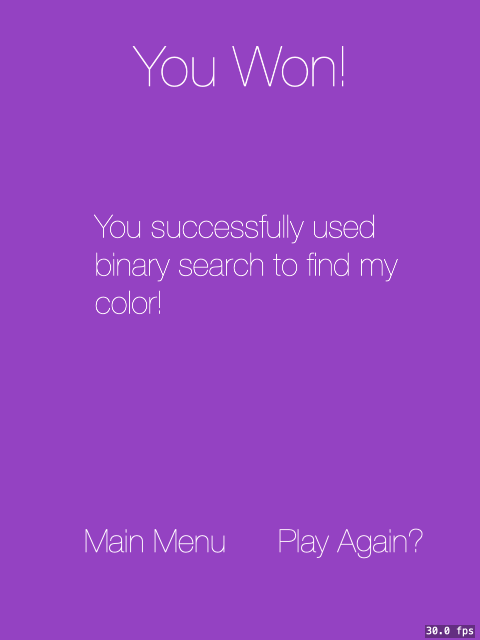 You Won!
You successfully used
binary search to find my
color!
Main Menu
Play Again?
30.0 fps